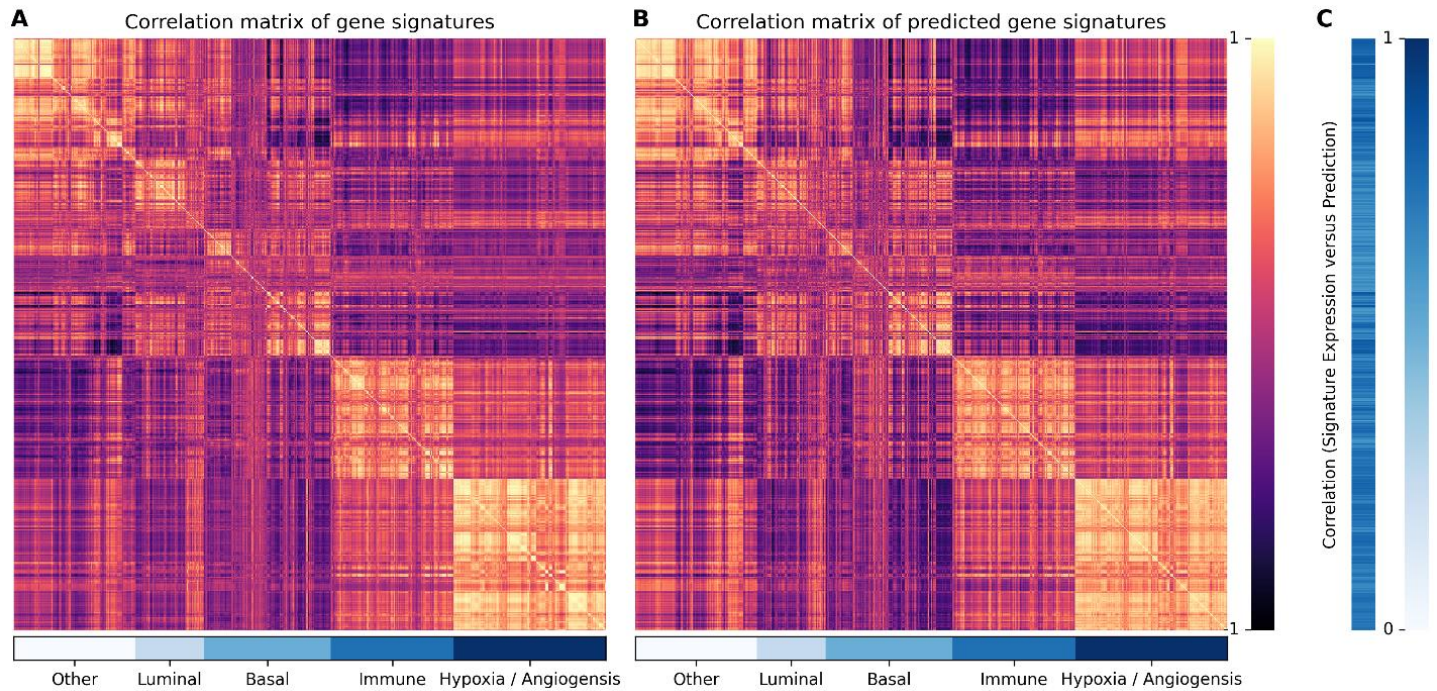 A
Correlation matrix of gene signatures
B
Correlation matrix of predicted gene signatures
C
1
-1
Correlation (Signature Expression versus Prediction)
1
0
Other
Luminal
Basal
Immune
Hypoxia / Angiogensis
Other
Luminal
Basal
Immune
Hypoxia / Angiogensis